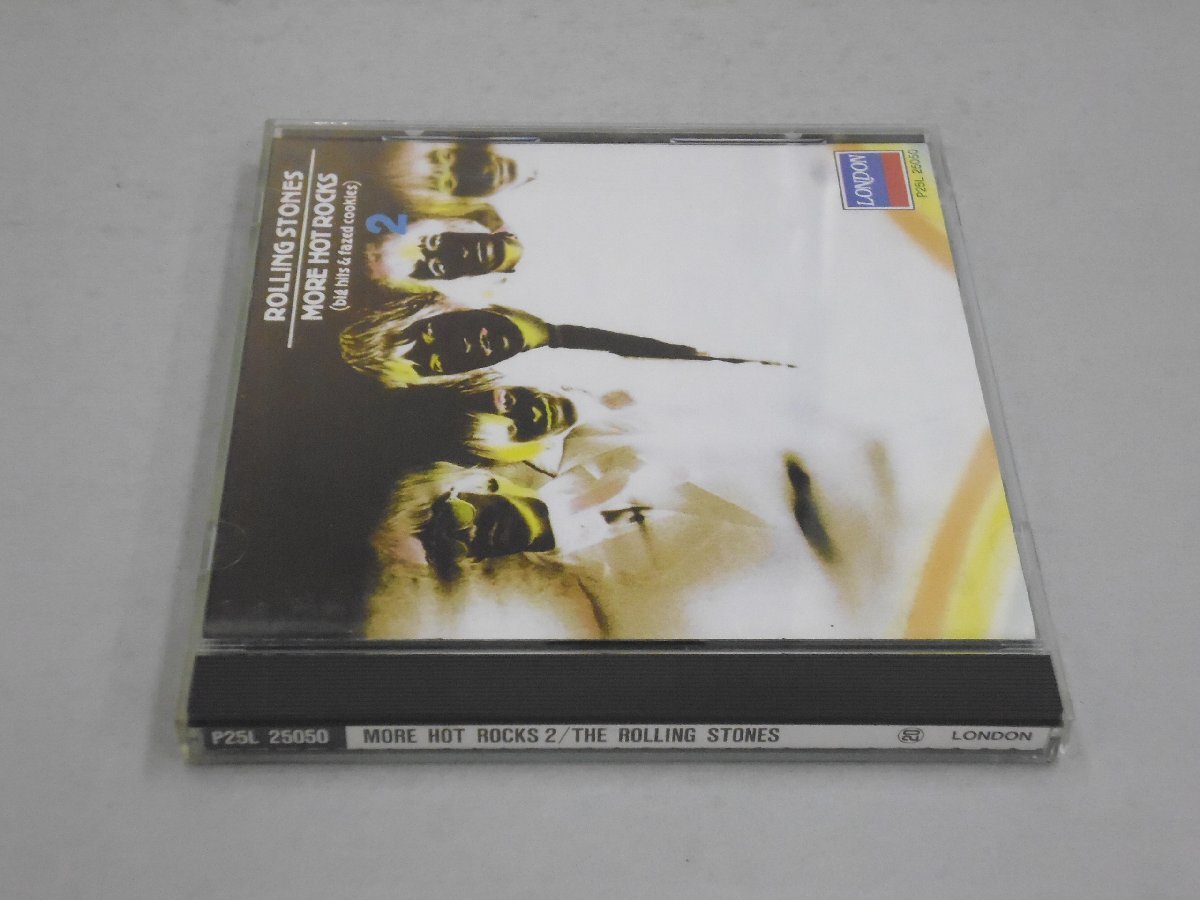 ROLLING STONES
MORE HOT ROCKS
(big hits & fazed cookies)
2
LONDON
P25L 25050
P25L 25050 MORE HOT ROCKS 2/THE ROLLING STONES LONDON